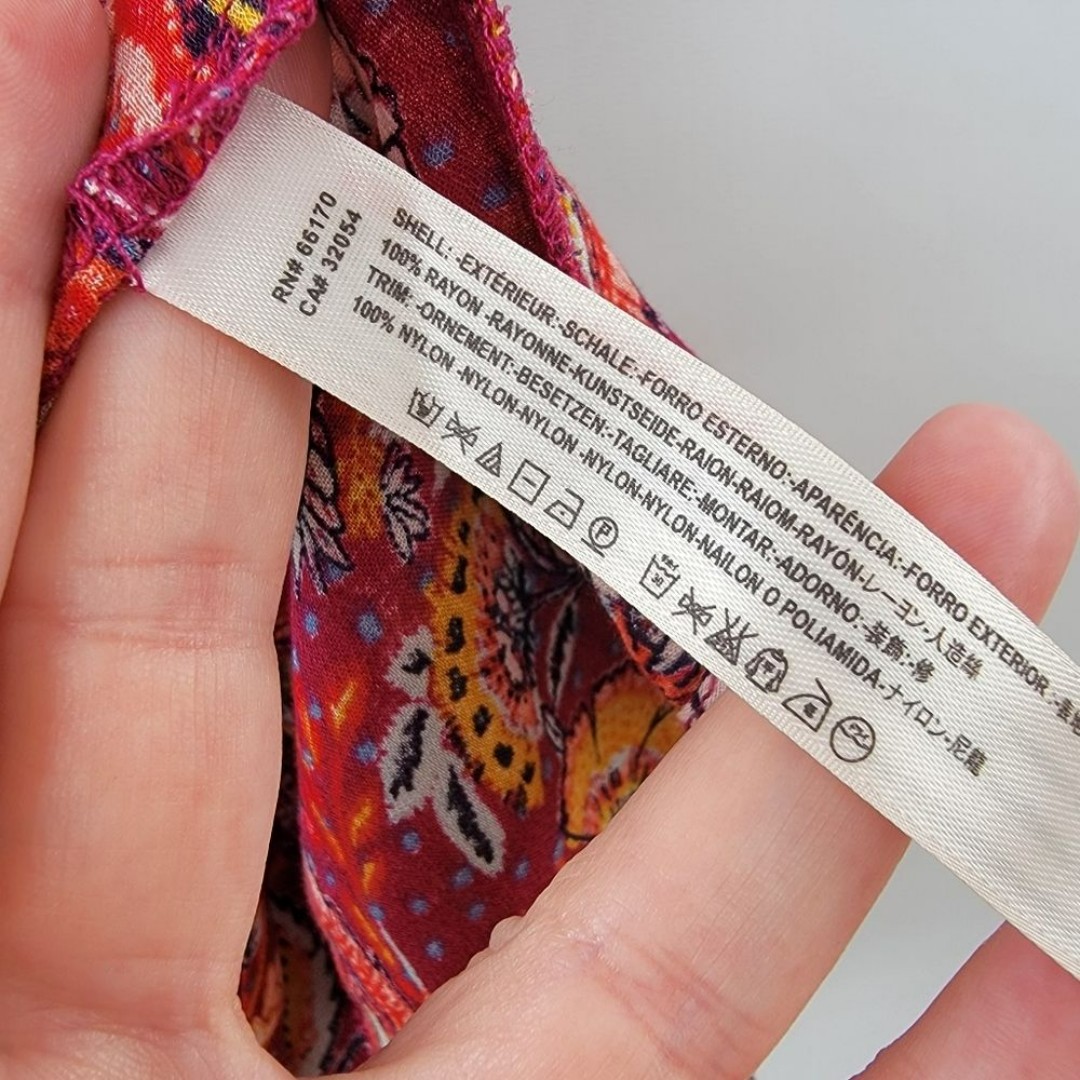 RN# 66170
CA# 32054
SHELL: -EXTÉRIEUR:-SCHALE:-FORRO ESTERNO:-APARÊNCIA:-FORRO EXTERIOR.-
100% RAYON -RAYONNE-KUNSTSEIDE-RAION-RAIOM-RAYÓN-レーヨン-人造丝
TRIM: -ORNEMENT:-BESETZEN:-TAGLIARE:-MONTAR:-ADORNO:-装飾:-修
100% NYLON -NYLON-NYLON -NYLON-NYLON-NAILON O POLIAMIDA-ナイロン-尼龍
P